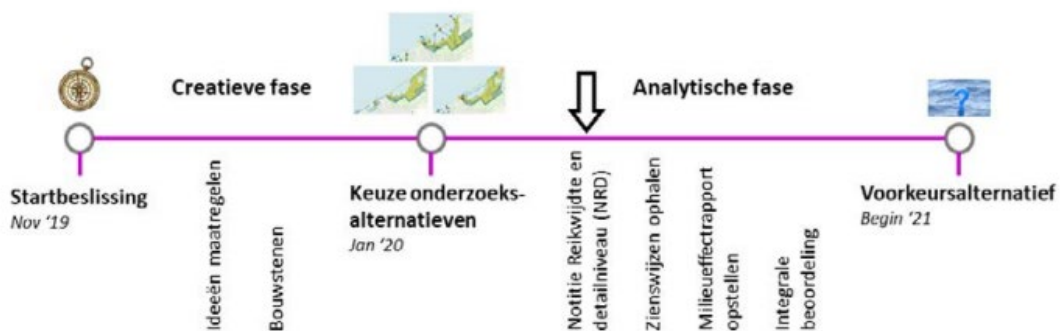 Creatieve fase
Analytische fase
?
Startbeslissing
Nov ‘19
Ideeën maatregelen
Bouwstenen
Keuze onderzoeks-
alternatieven
Jan ‘20
Notitie Reikwijdte en
detailniveau (NRD)
Zienswijzen ophalen
Milieueffectrapport
opstellen
Integrale
beoordeling
Voorkeursalternatief
Begin ‘21